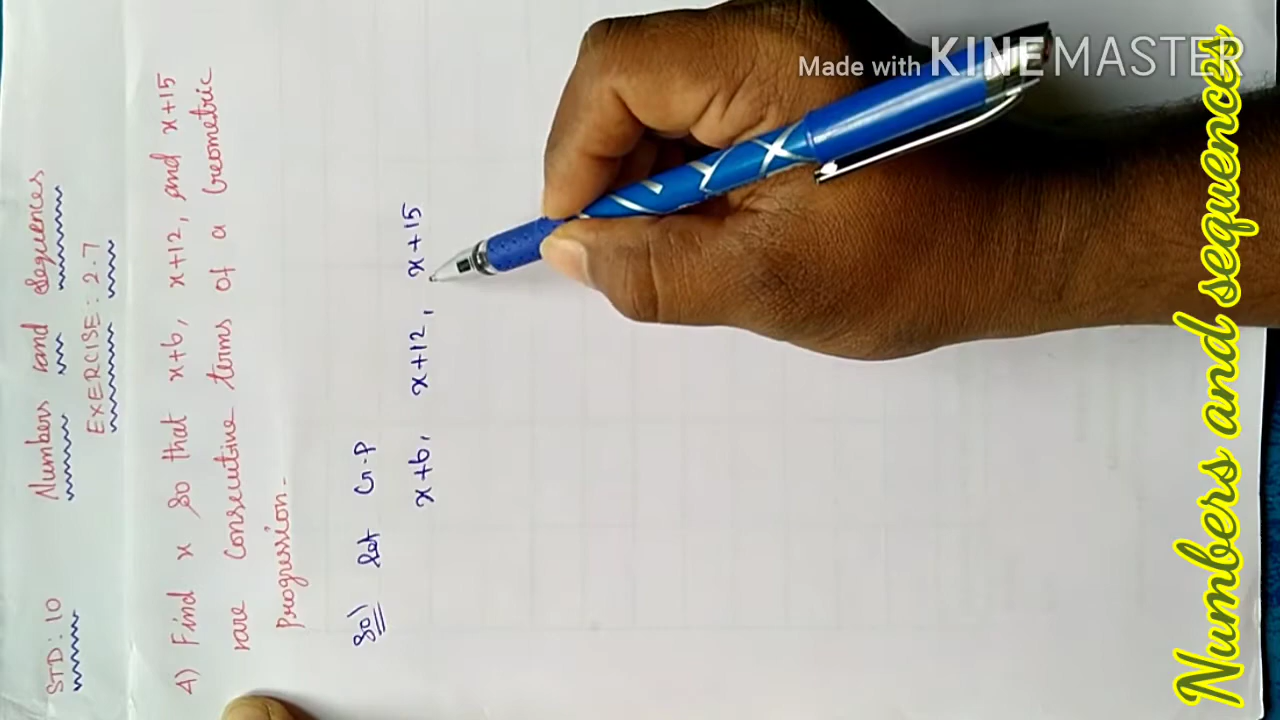 STD: 10 Numbers and Sequences
EXERCISE: 2.7
4) Find x so that x+6, x+12, and x+15
are consecutive terms of a Geometric
Progression.
Sol let G.P
x+6, x+12, x+15
Made with KINEMASTER
Numbers and sequences